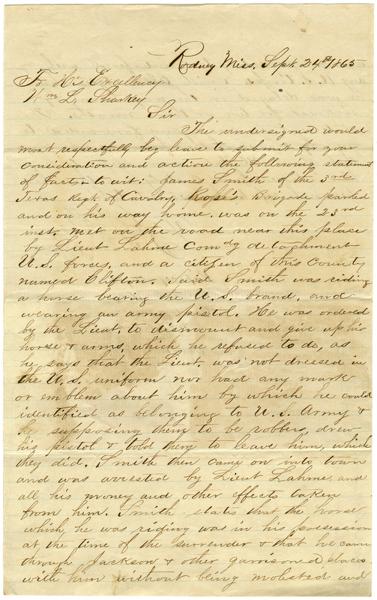 Rodney Miss, Sept. 24th 1865
To His Excellency
Wm L. Sharkey
Sir
The undersigned would
most respectfully beg leave to submit for your
consideration and action the following statement
of facts to wit: James Smith of the 3rd
Texas Regt of Cavalry, Ross's Brigade paroled
and on his way home, was on the 23rd
inst. met on the road near this place
by Lieut Lahme Comdg detachment
U.S. forces, and a citizen of this County
named Clifton. Said Smith was riding
a horse bearing the U.S. brand, and
wearing an army pistol. He was ordered
by the Lieut, to dismount and give up his
horse & arms, which he refused to do, as
he says that the Lieut. was not dressed in
the U.S. uniform nor had any mark
or emblem about him by which he could
identified as belonging to U.S. Army &
he supposing them to be robbers, drew
his pistol & told them to leave him, which
they did. Smith then came on into town
and was arrested by Lieut Lahme and
all his money and other effects taken
from him. Smith states that the horse
which he was riding was in his possession
at the time of the surrender & that he came
through Jackson & other garrisoned places
with him without being molested and